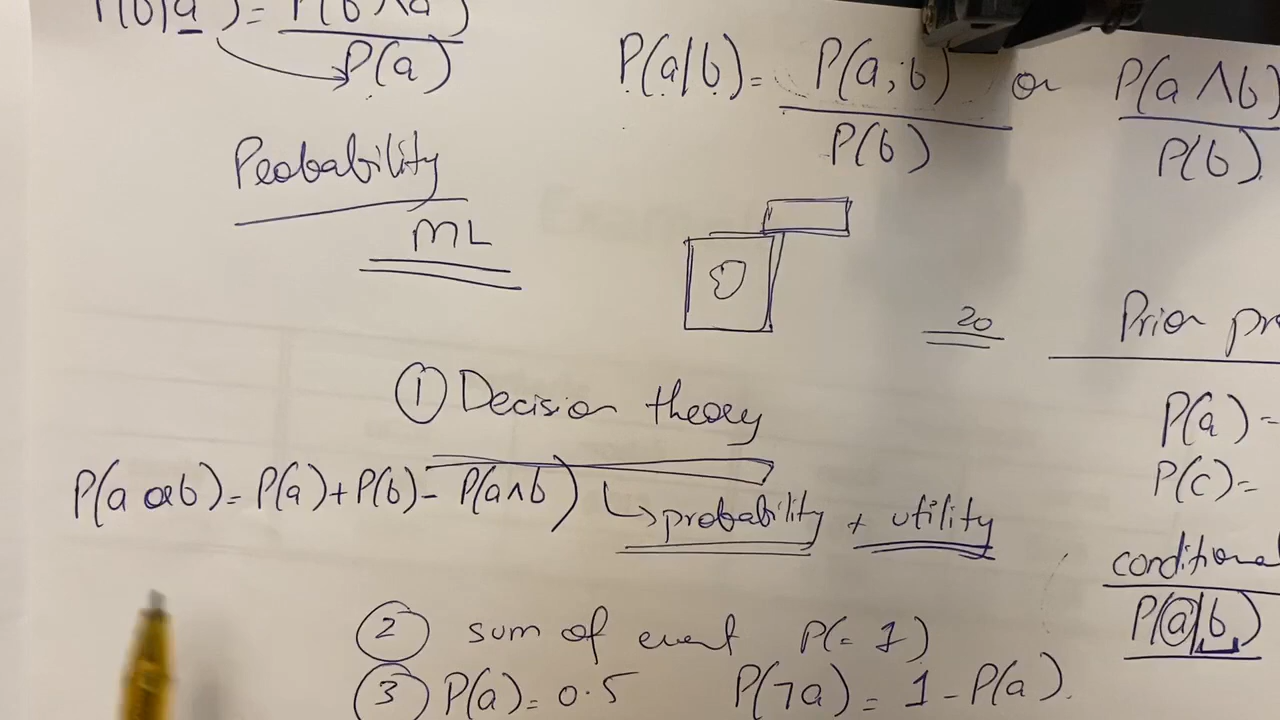 P(b|a) = P(b ∧ a)
P(a)
P(a|b) = P(a, b) or P(a ∧ b)
P(b) P(b)
Peobability
ML
20
Prior pr
① Decision theory
P(a) =
P(a or b) = P(a) + P(b) - P(a ∧ b)
P(c) =
↳ probability + utility
conditiona
P(a|b)
② sum of event P(= 1)
③ P(a) = 0.5 P(¬a) = 1 - P(a).